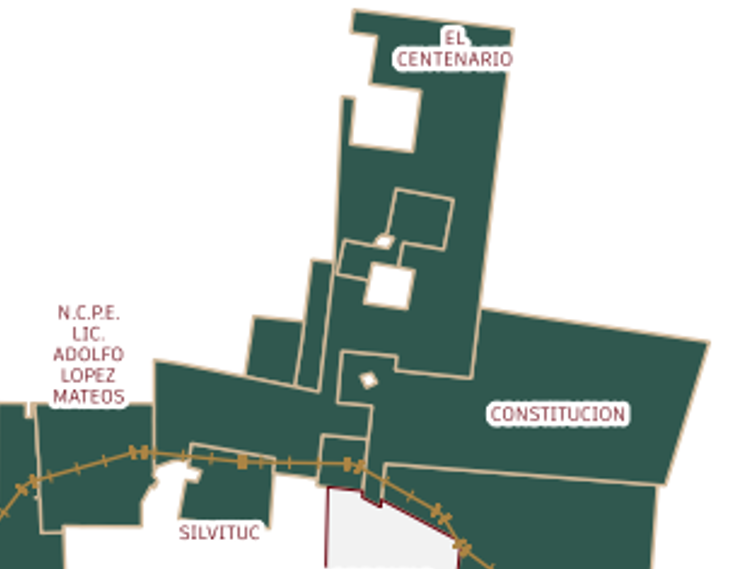 EL
CENTENARIO
N.C.P.E.
LIC.
ADOLFO
LOPEZ
MATEOS
CONSTITUCION
SILVITUC